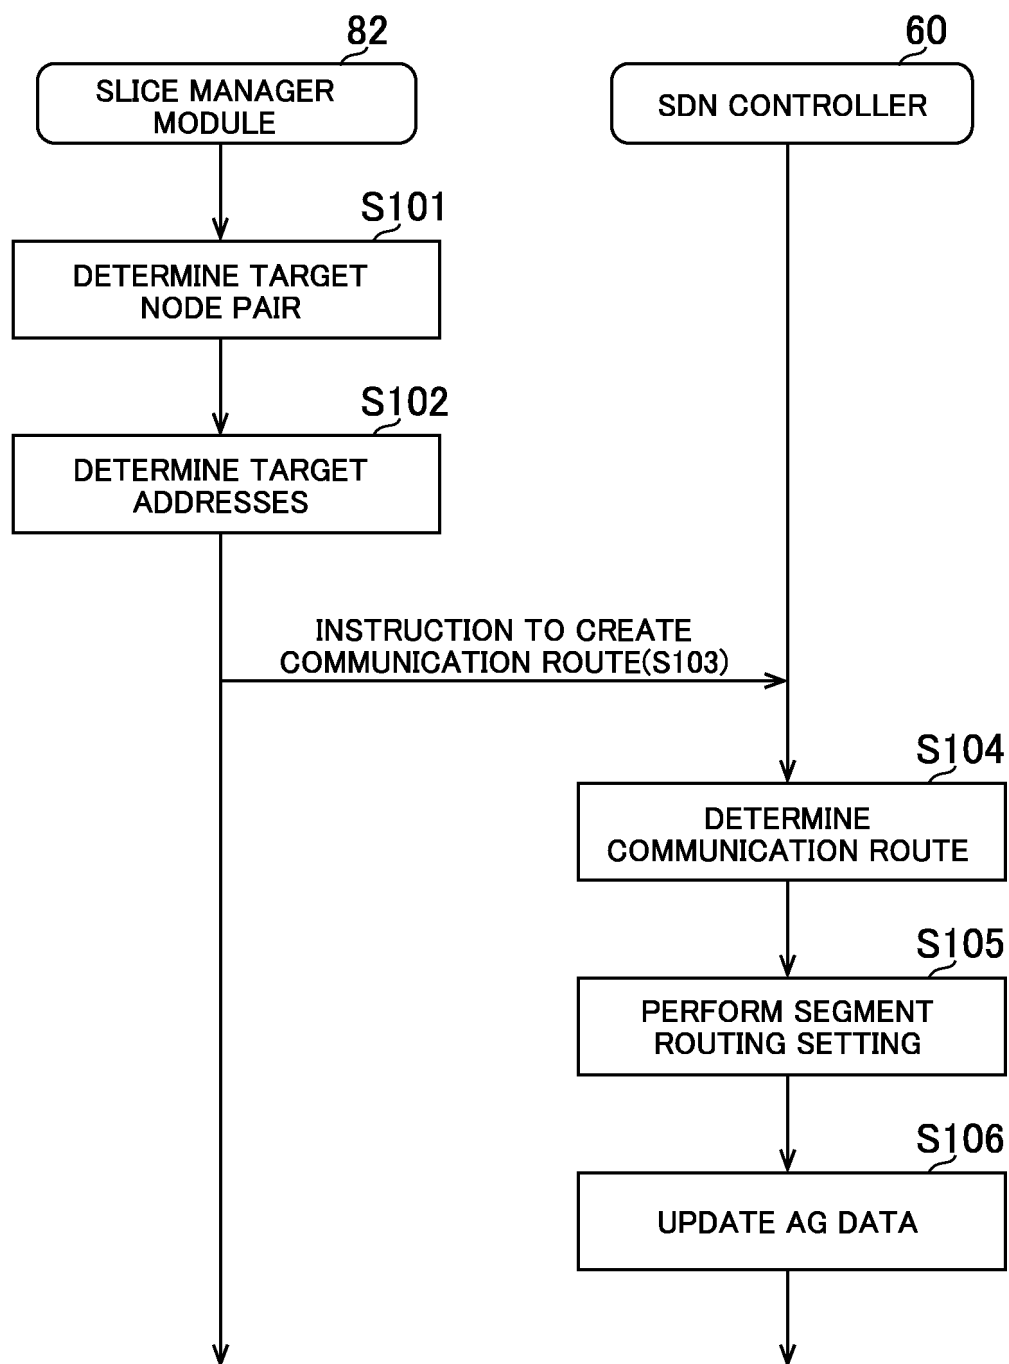 82
SLICE MANAGER
MODULE
60
SDN CONTROLLER
S101
DETERMINE TARGET
NODE PAIR
S102
DETERMINE TARGET
ADDRESSES
INSTRUCTION TO CREATE
COMMUNICATION ROUTE(S103)
S104
DETERMINE
COMMUNICATION ROUTE
S105
PERFORM SEGMENT
ROUTING SETTING
S106
UPDATE AG DATA